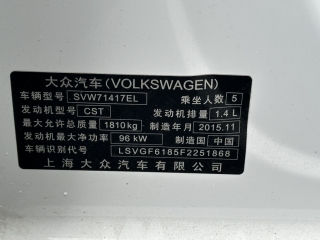 大众汽车(VOLKSWAGEN)
车辆型号 SVW71417EL 乘坐人数 5
发动机型号 CST 发动机排量 1.4 L
最大允许总质量 1810kg 制造年月 2015.11
发动机最大净功率 96 kW 制造国 中国
车辆识别代号 LSVGF6185F2251868
上海大众汽车有限公司